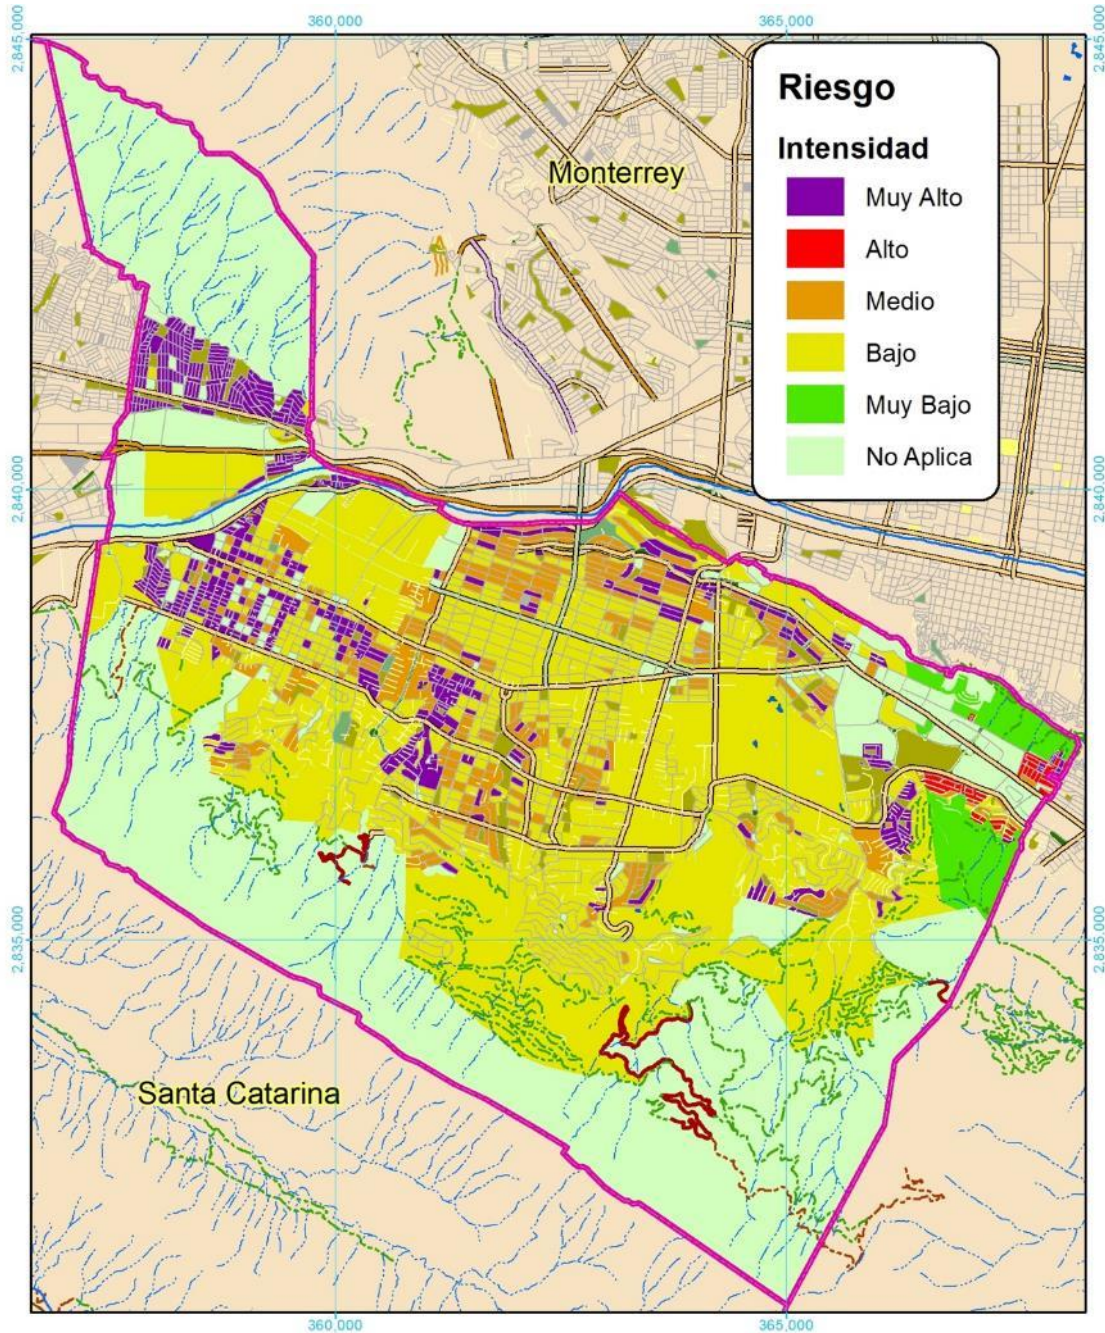 360,000
365,000
2,845,000
2,845,000
Riesgo
Intensidad
Muy Alto
Alto
Medio
Bajo
Muy Bajo
No Aplica
Monterrey
2,840,000
2,840,000
2,835,000
2,835,000
Santa Catarina
360,000
365,000